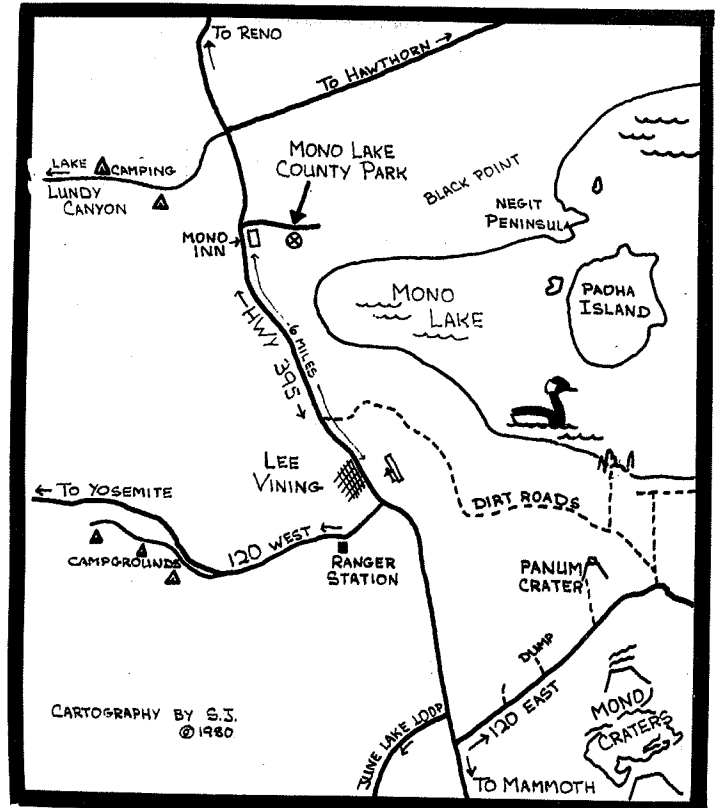 TO RENO
TO HAWTHORN
MONO LAKE
COUNTY PARK
LAKE
CAMPING
LUNDY
CANYON
BLACK POINT
NEGIT
PENINSULA
MONO
INN
MONO
LAKE
PAOHA
ISLAND
HWY 395
6 MILES
LEE
VINING
TO YOSEMITE
DIRT ROADS
120 WEST
CAMPGROUNDS
RANGER
STATION
PANUM
CRATER
DUMP
120 EAST
MONO
CRATERS
CARTOGRAPHY BY S.J.
© 1980
JUNE LAKE LOOP
TO MAMMOTH